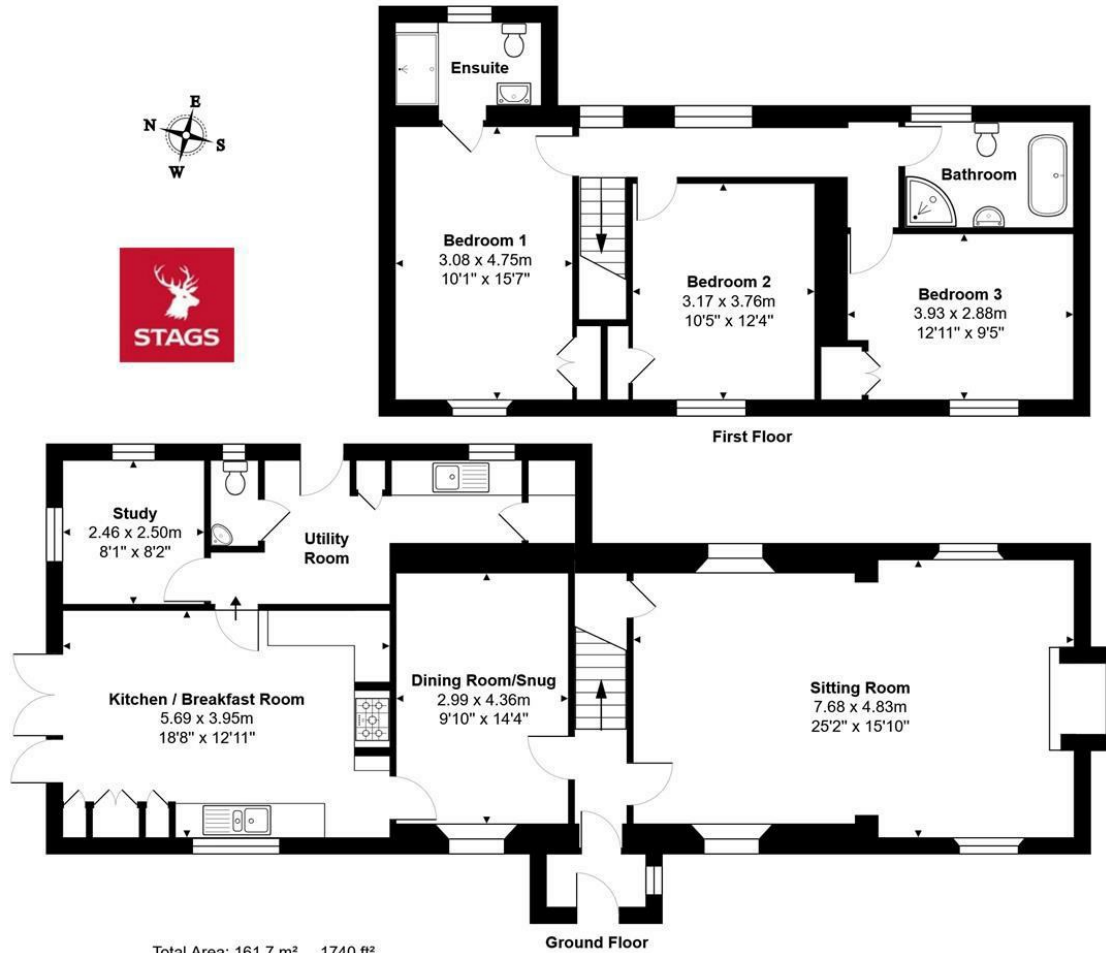 Ensuite
N
E
S
W
Bathroom
STAGS
Bedroom 1
3.08 x 4.75m
10'1" x 15'7"
Bedroom 2
3.17 x 3.76m
10'5" x 12'4"
Bedroom 3
3.93 x 2.88m
12'11" x 9'5"
First Floor
Study
2.46 x 2.50m
8'1" x 8'2"
Utility
Room
Kitchen / Breakfast Room
5.69 x 3.95m
18'8" x 12'11"
Dining Room/Snug
2.99 x 4.36m
9'10" x 14'4"
Sitting Room
7.68 x 4.83m
25'2" x 15'10"
Ground Floor
Total Area: 161.7 m² ... 1740 ft²